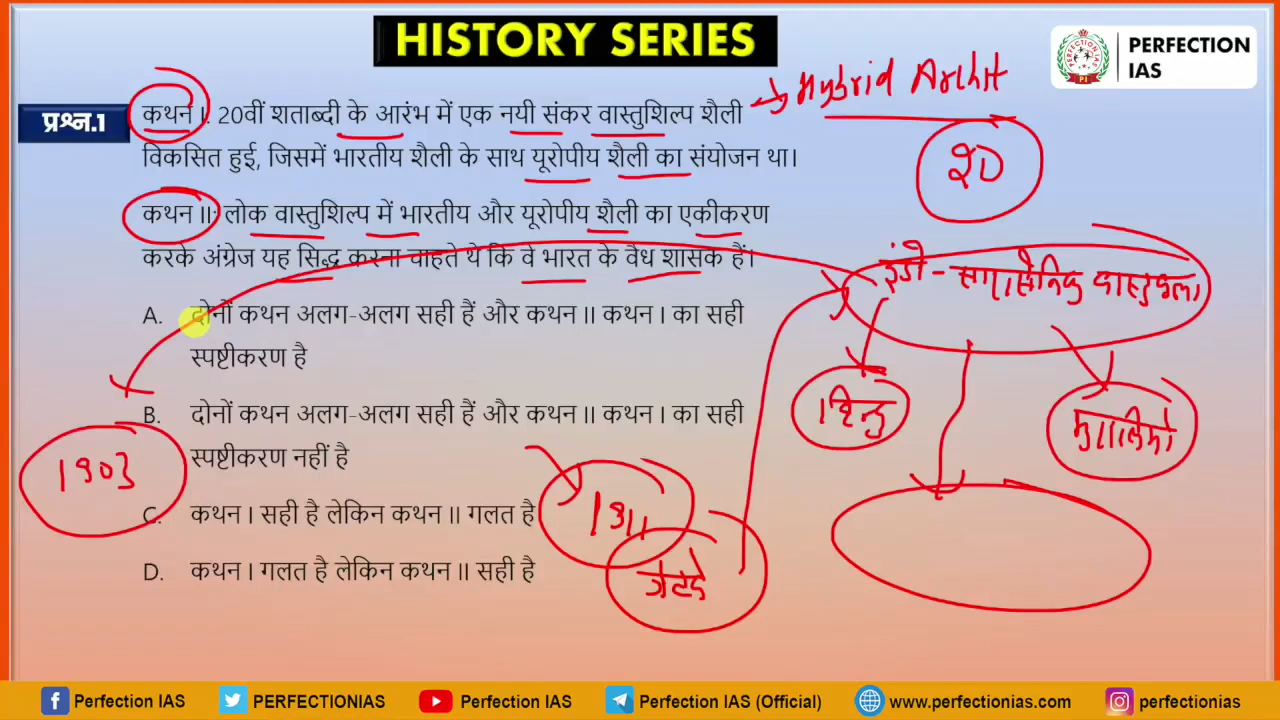 HISTORY SERIES
PERFECTION
IAS
Hybrid Archit
प्रश्न.1
कथन I: 20वीं शताब्दी के आरंभ में एक नयी संकर वास्तुशिल्प शैली
विकसित हुई, जिसमें भारतीय शैली के साथ यूरोपीय शैली का संयोजन था।
20
कथन II: लोक वास्तुशिल्प में भारतीय और यूरोपीय शैली का एकीकरण
करके अंग्रेज यह सिद्ध करना चाहते थे कि वे भारत के वैध शासक हैं।
A. दोनों कथन अलग-अलग सही हैं और कथन II कथन I का सही
स्पष्टीकरण है
B. दोनों कथन अलग-अलग सही हैं और कथन II कथन I का सही
स्पष्टीकरण नहीं है
हिन्दु
1903
C. कथन I सही है लेकिन कथन II गलत है
1911
D. कथन I गलत है लेकिन कथन II सही है
Perfection IAS
PERFECTIONIAS
Perfection IAS
Perfection IAS (Official)
www.perfectionias.com
perfectionias